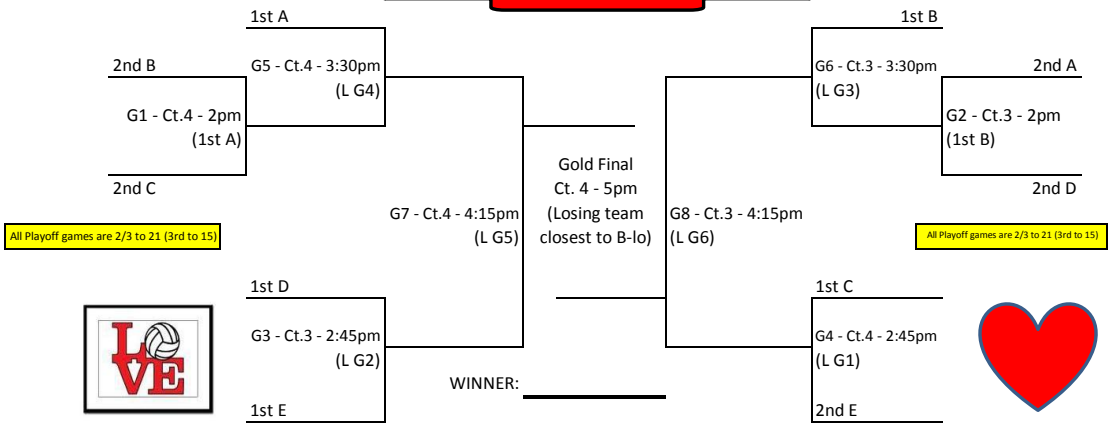 1st A
1st B
2nd B
G5 - Ct.4 - 3:30pm
(L G4)
G6 - Ct.3 - 3:30pm
(L G3)
2nd A
G1 - Ct.4 - 2pm
(1st A)
G2 - Ct.3 - 2pm
(1st B)
2nd C
Gold Final
Ct. 4 - 5pm
(Losing team
closest to B-lo)
2nd D
G7 - Ct.4 - 4:15pm
(L G5)
G8 - Ct.3 - 4:15pm
(L G6)
All Playoff games are 2/3 to 21 (3rd to 15)
All Playoff games are 2/3 to 21 (3rd to 15)
1st D
1st C
LOVE
G3 - Ct.3 - 2:45pm
(L G2)
G4 - Ct.4 - 2:45pm
(L G1)
WINNER:
1st E
2nd E